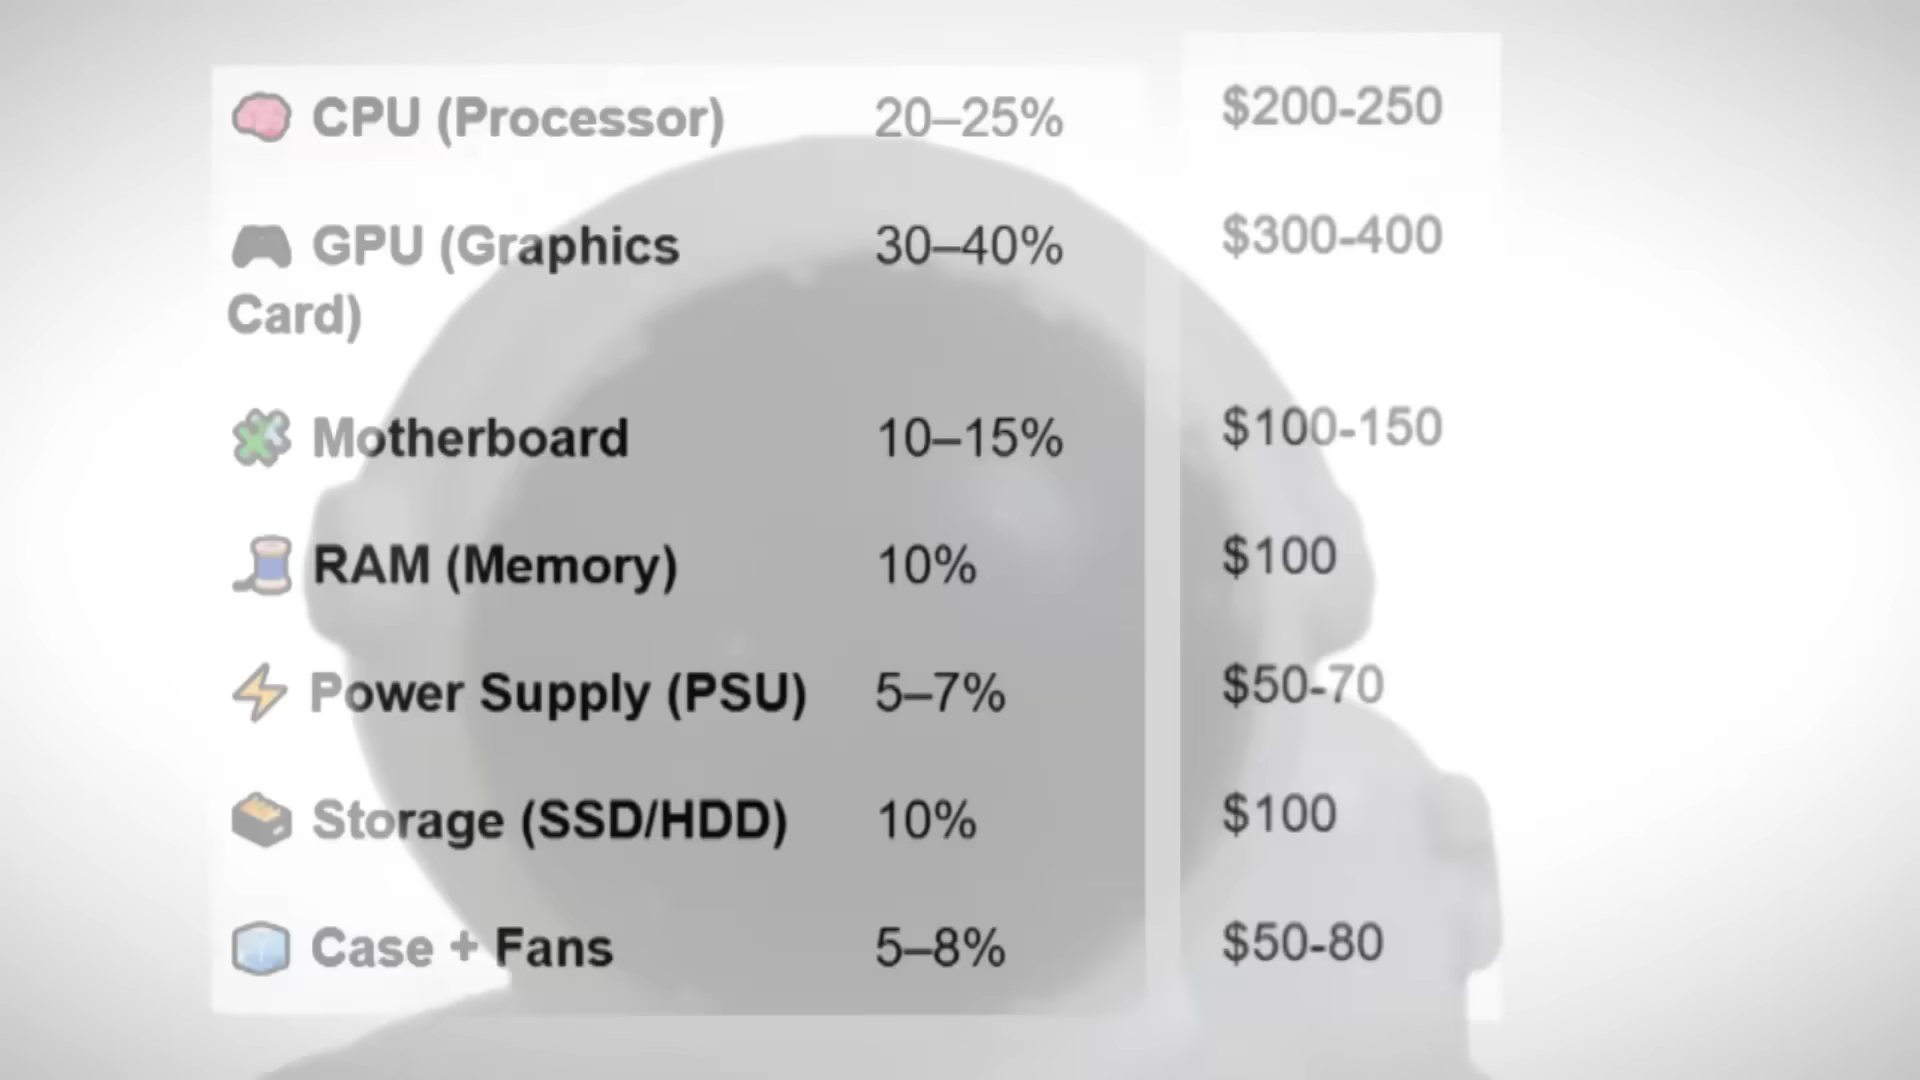 CPU (Processor) 20–25% $200-250
GPU (Graphics 30–40% $300-400
Card)
Motherboard 10–15% $100-150
RAM (Memory) 10% $100
Power Supply (PSU) 5–7% $50-70
Storage (SSD/HDD) 10% $100
Case + Fans 5–8% $50-80